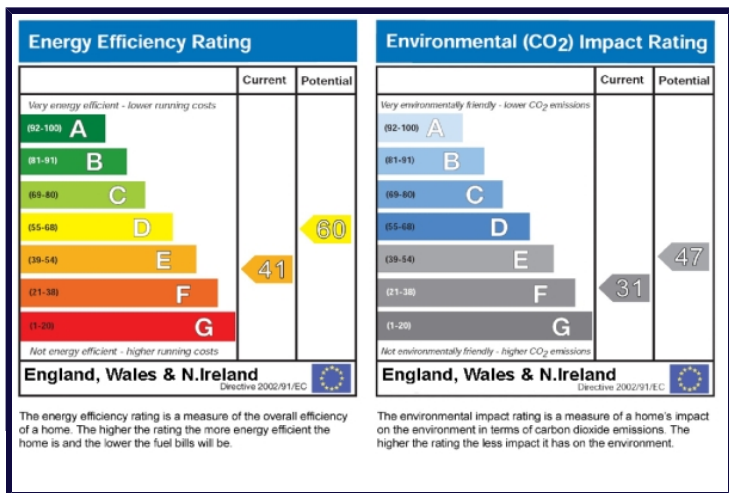 Energy Efficiency Rating
Current Potential
Very energy efficient - lower running costs
(92-100) A
(81-91) B
(69-80) C
(55-68) D
(39-54) E
(21-38) F
(1-20) G
41
60
Not energy efficient - higher running costs
England, Wales & N.Ireland
Directive 2002/91/EC
The energy efficiency rating is a measure of the overall efficiency
of a home. The higher the rating the more energy efficient the
home is and the lower the fuel bills will be.
Environmental (CO2) Impact Rating
Current Potential
Very environmentally friendly - lower CO2 emissions
(92-100) A
(81-91) B
(69-80) C
(55-68) D
(39-54) E
(21-38) F
(1-20) G
31
47
Not environmentally friendly - higher CO2 emissions
England, Wales & N.Ireland
Directive 2002/91/EC
The environmental impact rating is a measure of a home's impact
on the environment in terms of carbon dioxide emissions. The
higher the rating the less impact it has on the environment.